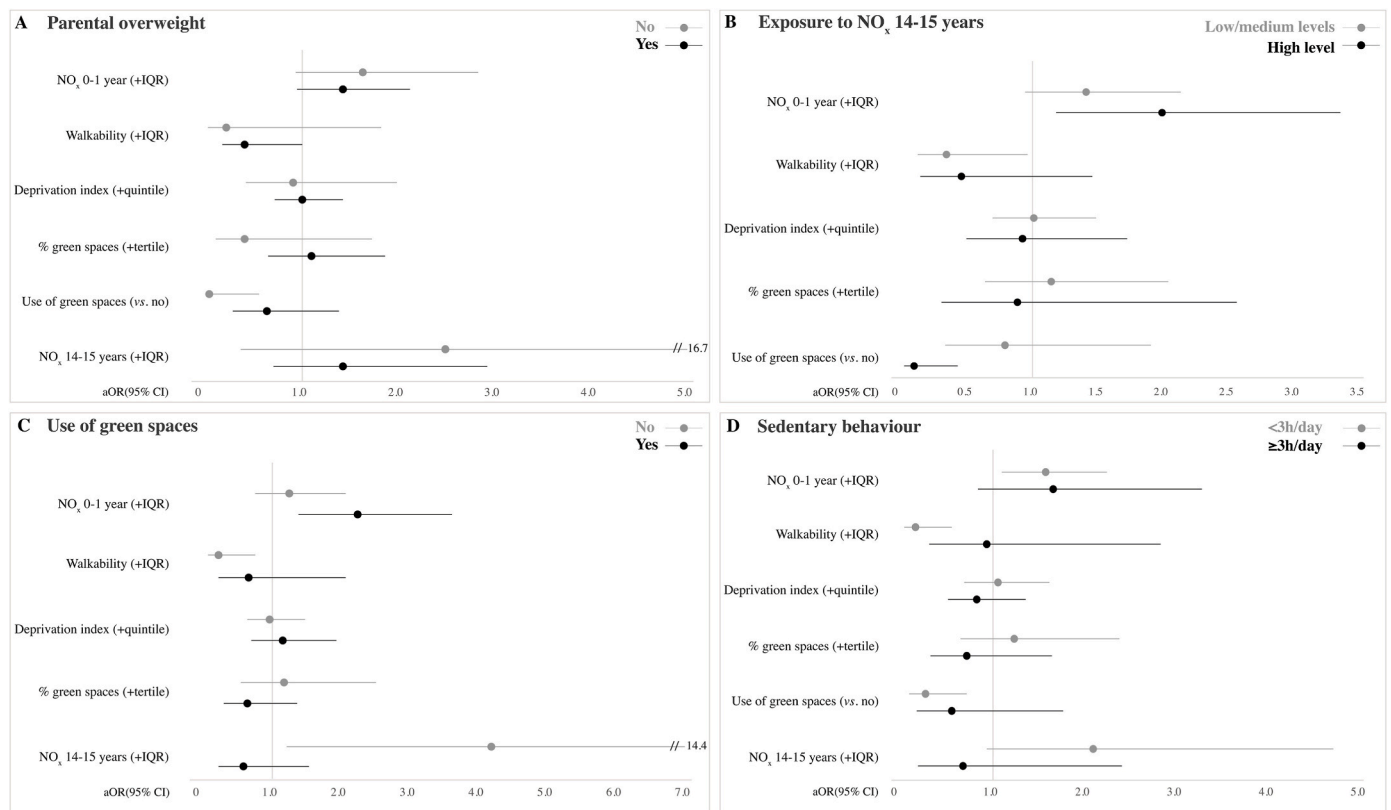 A Parental overweight
No
Yes
NOx 0-1 year (+IQR)
Walkability (+IQR)
Deprivation index (+quintile)
% green spaces (+tertile)
Use of green spaces (vs. no)
NOx 14-15 years (+IQR)
// 16.7
aOR(95% CI) 0 1.0 2.0 3.0 4.0 5.0
B Exposure to NOx 14-15 years
Low/medium levels
High level
NOx 0-1 year (+IQR)
Walkability (+IQR)
Deprivation index (+quintile)
% green spaces (+tertile)
Use of green spaces (vs. no)
aOR(95% CI) 0 0.5 1.0 1.5 2.0 2.5 3.0 3.5
C Use of green spaces
No
Yes
NOx 0-1 year (+IQR)
Walkability (+IQR)
Deprivation index (+quintile)
% green spaces (+tertile)
NOx 14-15 years (+IQR)
// 14.4
aOR(95% CI) 0 1.0 2.0 3.0 4.0 5.0 6.0 7.0
D Sedentary behaviour
<3h/day
≥3h/day
NOx 0-1 year (+IQR)
Walkability (+IQR)
Deprivation index (+quintile)
% green spaces (+tertile)
Use of green spaces (vs. no)
NOx 14-15 years (+IQR)
aOR(95% CI) 0 1.0 2.0 3.0 4.0 5.0